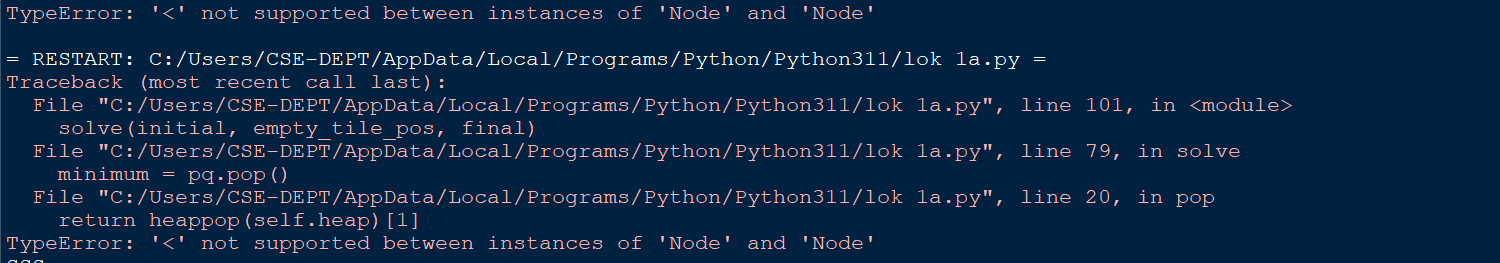 TypeError: '<' not supported between instances of 'Node' and 'Node'
= RESTART: C:/Users/CSE-DEPT/AppData/Local/Programs/Python/Python311/lok 1a.py =
Traceback (most recent call last):
  File "C:/Users/CSE-DEPT/AppData/Local/Programs/Python/Python311/lok 1a.py", line 101, in <module>
    solve(initial, empty_tile_pos, final)
  File "C:/Users/CSE-DEPT/AppData/Local/Programs/Python/Python311/lok 1a.py", line 79, in solve
    minimum = pq.pop()
  File "C:/Users/CSE-DEPT/AppData/Local/Programs/Python/Python311/lok 1a.py", line 20, in pop
    return heappop(self.heap)[1]
TypeError: '<' not supported between instances of 'Node' and 'Node'